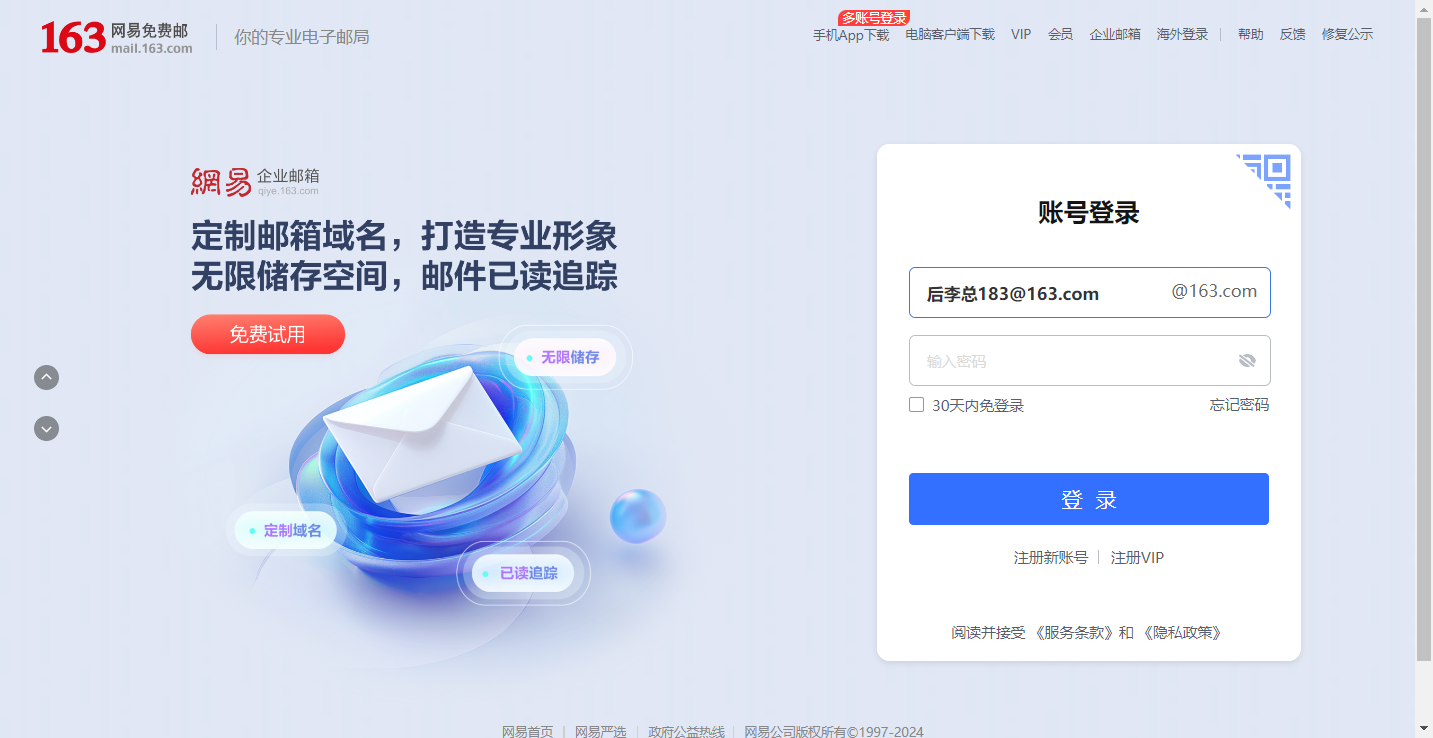 163 网易免费邮
mail.163.com
你的专业电子邮局
多账号登录
手机App下载 电脑客户端下载 VIP 会员 企业邮箱 海外登录 | 帮助 反馈 修复公示
網易 企业邮箱
qiye.163.com
定制邮箱域名，打造专业形象
无限储存空间，邮件已读追踪
免费试用
无限储存
定制域名
已读追踪
账号登录
后李总183@163.com @163.com
输入密码
30天内免登录 忘记密码
登 录
注册新账号 | 注册VIP
阅读并接受《服务条款》和《隐私政策》
网易首页 | 网易严选 | 政府公益热线 | 网易公司版权所有©1997-2024